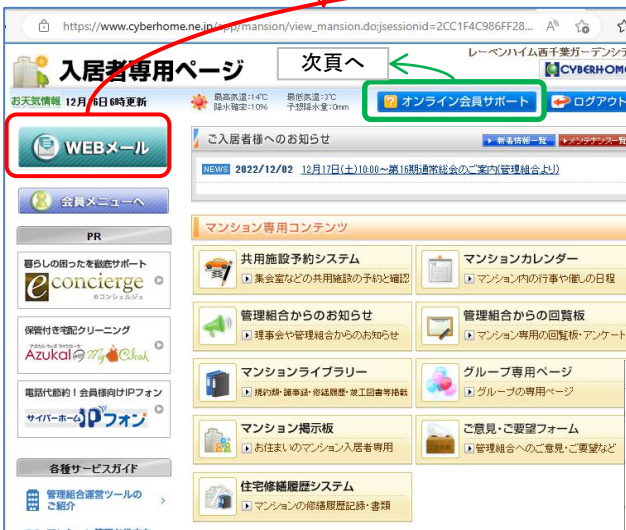 https://www.cyberhome.ne.jp/app/mansion/view_mansion.do;jsessionid=2CC1F4C986FF28...
入居者専用ページ
次頁へ
レーベンハイム西千葉ガーデンシテ
CYBERHOME
お天気情報 12月16日6時更新
最高気温:14℃ 最低気温:3℃
降水確率:10% 予想降水量:0mm
オンライン会員サポート
ログアウト
WEBメール
ご入居者様へのお知らせ
新着情報一覧
メンテナンス一覧
NEWS 2022/12/02 12月17日(土)10:00～第16期通常総会のご案内(管理組合より)
会員メニューへ
PR
マンション専用コンテンツ
暮らしの困ったを徹底サポート
econcierge
eコンシェルジュ
共用施設予約システム
集会室などの共用施設の予約と確認
マンションカレンダー
マンション内の行事や催しの日程
保管付き宅配クリーニング
Azukal@My Cloak
管理組合からのお知らせ
理事会や管理組合からのお知らせ
管理組合からの回覧板
マンション専用の回覧板・アンケート
電話代節約!会員様向けIPフォン
サイバーホームIPフォン
マンションライブラリー
規約類・議事録・修繕履歴・竣工図書等掲載
グループ専用ページ
グループの専用ページ
マンション掲示板
お住まいのマンション入居者専用
ご意見・ご要望フォーム
管理組合へのご意見・ご要望など
各種サービスガイド
管理組合運営ツールの
ご紹介
住宅修繕履歴システム
マンションの修繕履歴記録・書類